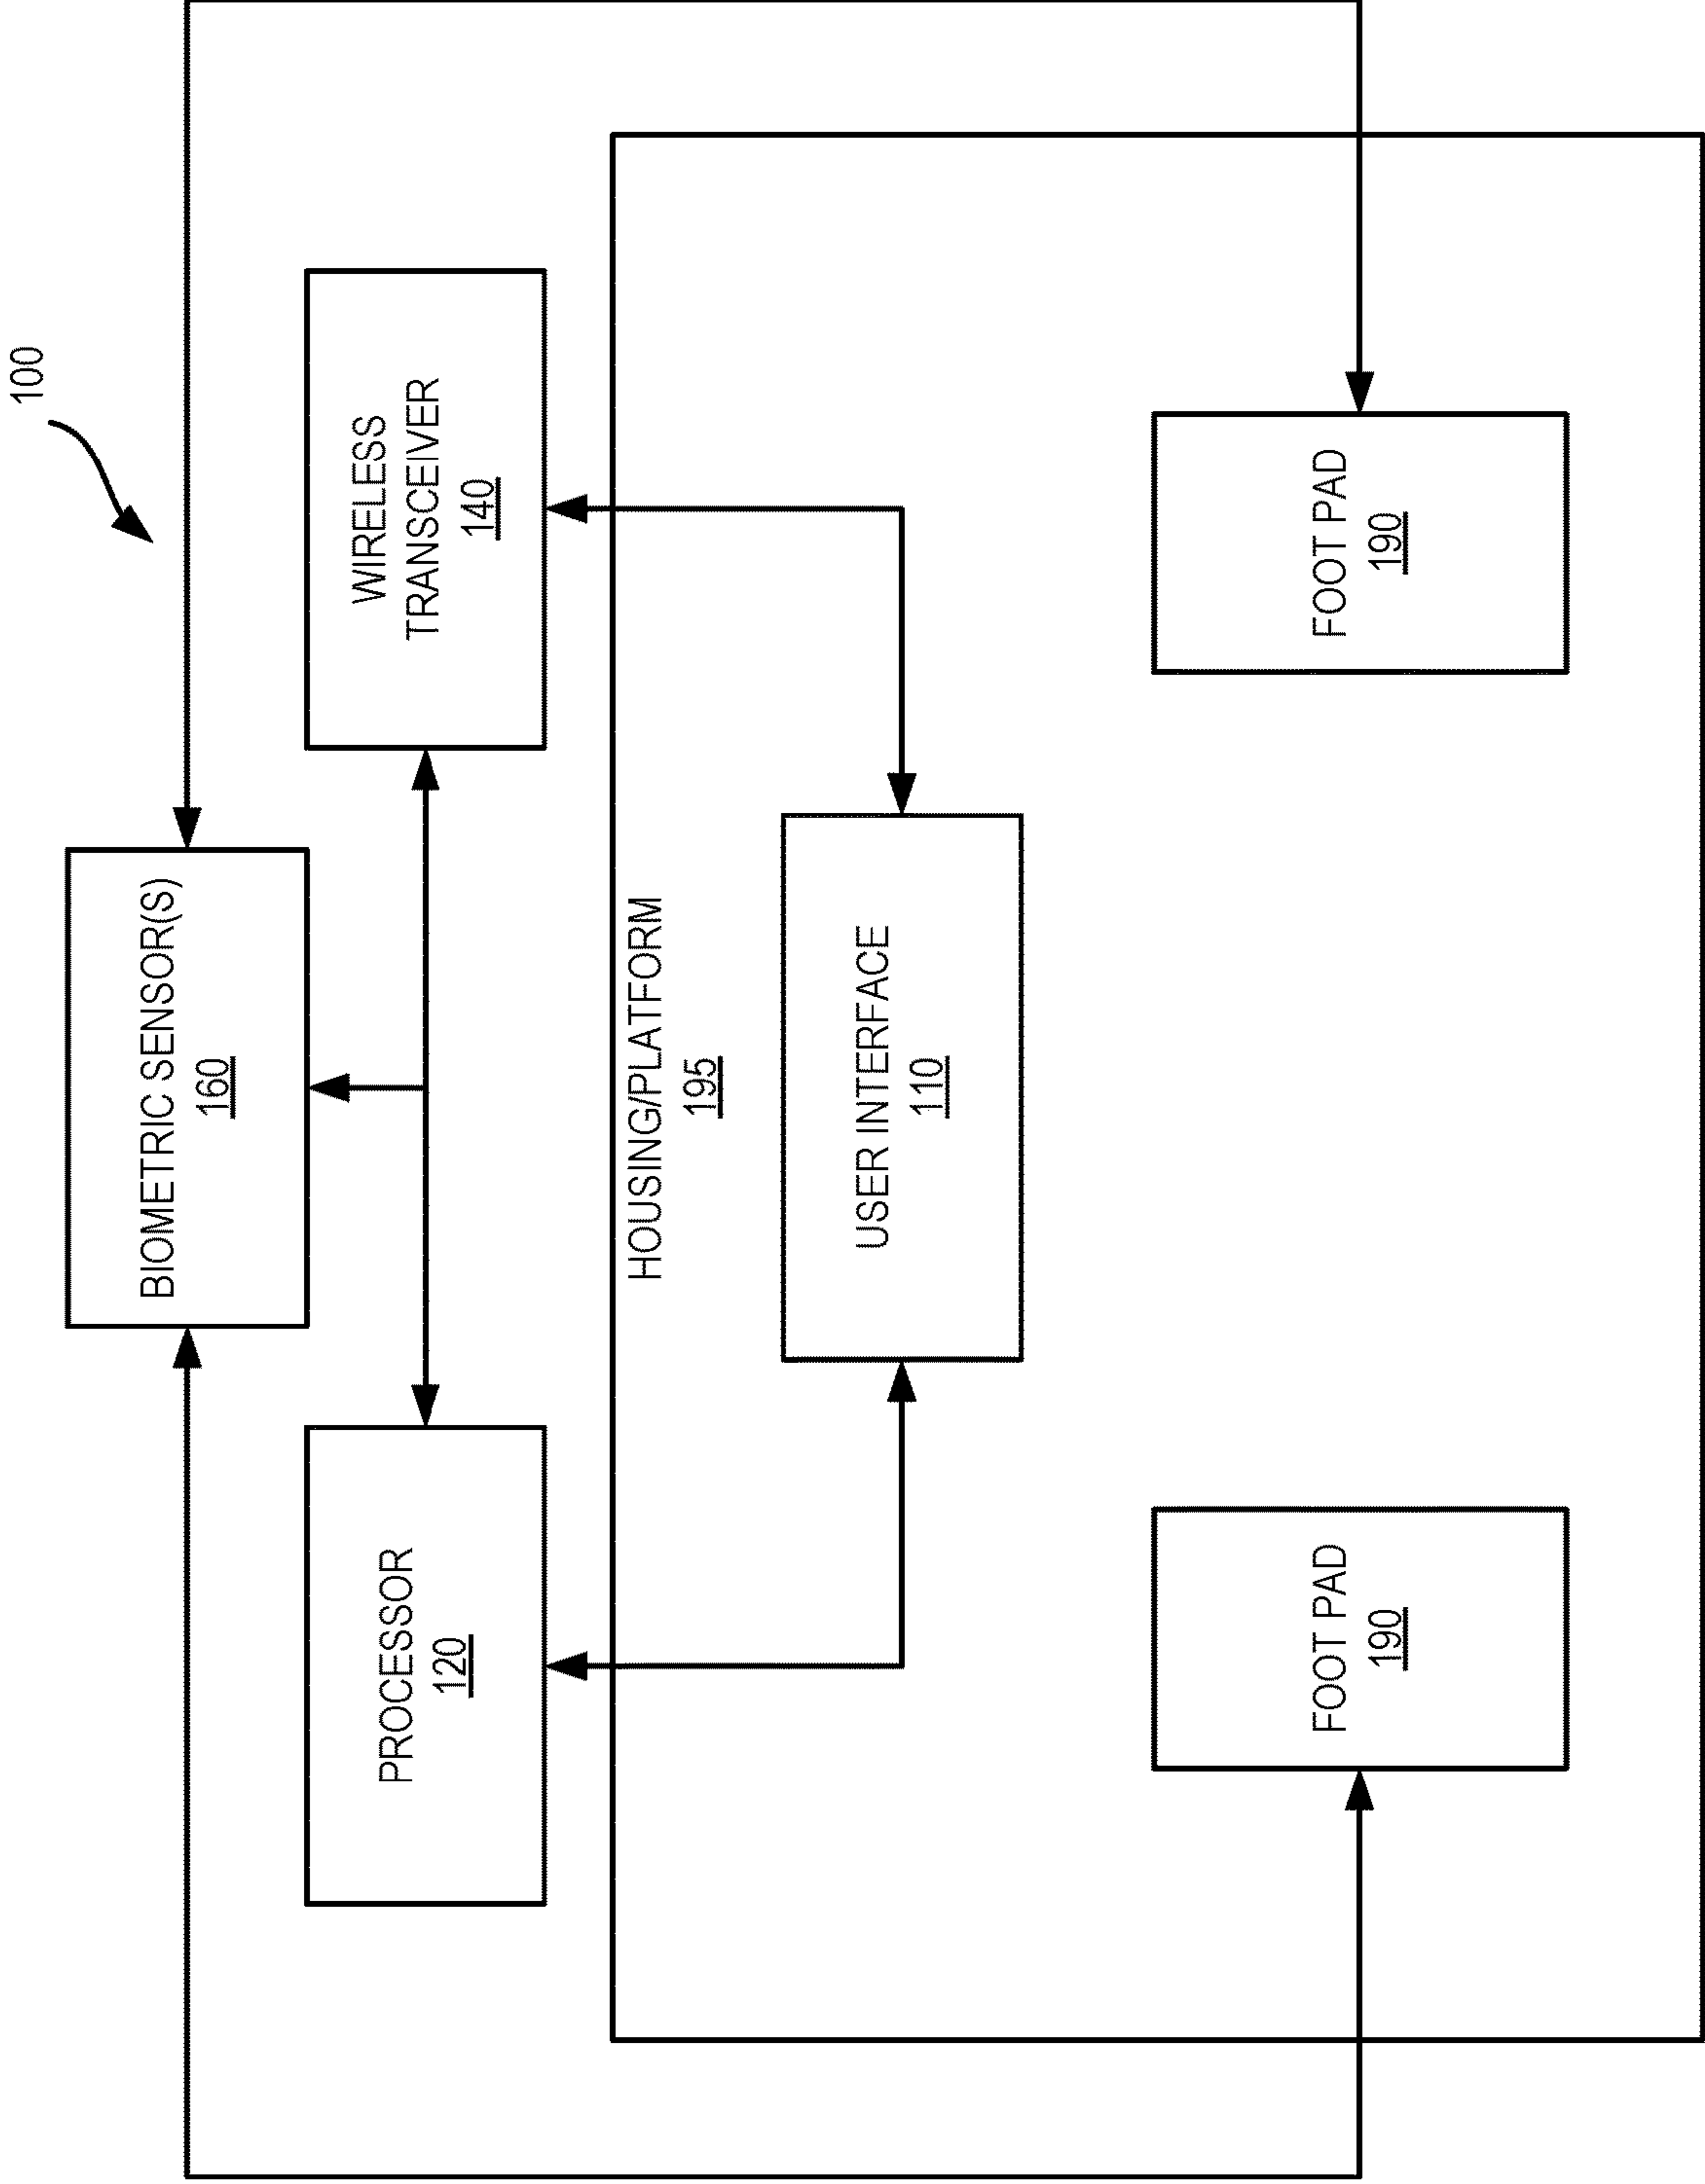 100
BIOMETRIC SENSOR(S)
160
PROCESSOR
120
WIRELESS
TRANSCEIVER
140
HOUSING/PLATFORM
195
USER INTERFACE
110
FOOT PAD
190
FOOT PAD
190